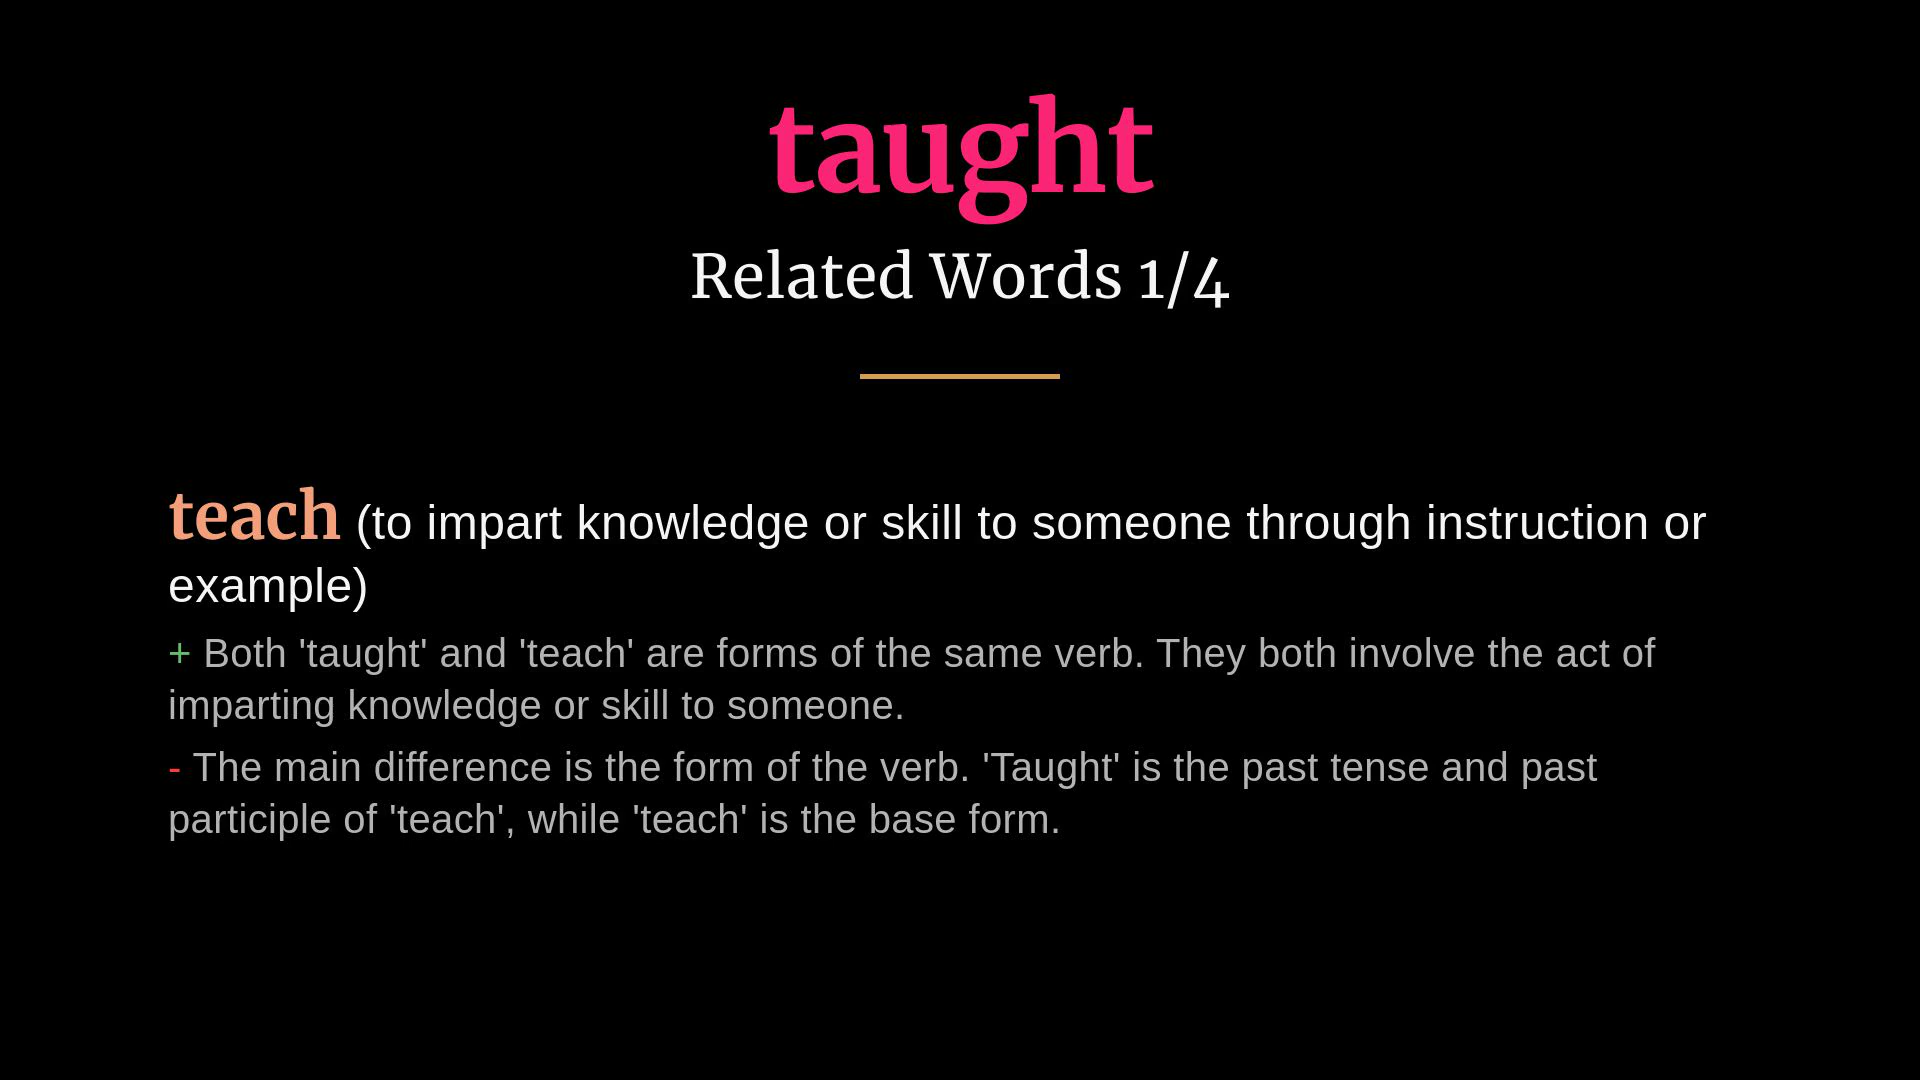 taught
Related Words 1/4
teach (to impart knowledge or skill to someone through instruction or
example)
+ Both 'taught' and 'teach' are forms of the same verb. They both involve the act of
imparting knowledge or skill to someone.
- The main difference is the form of the verb. 'Taught' is the past tense and past
participle of 'teach', while 'teach' is the base form.